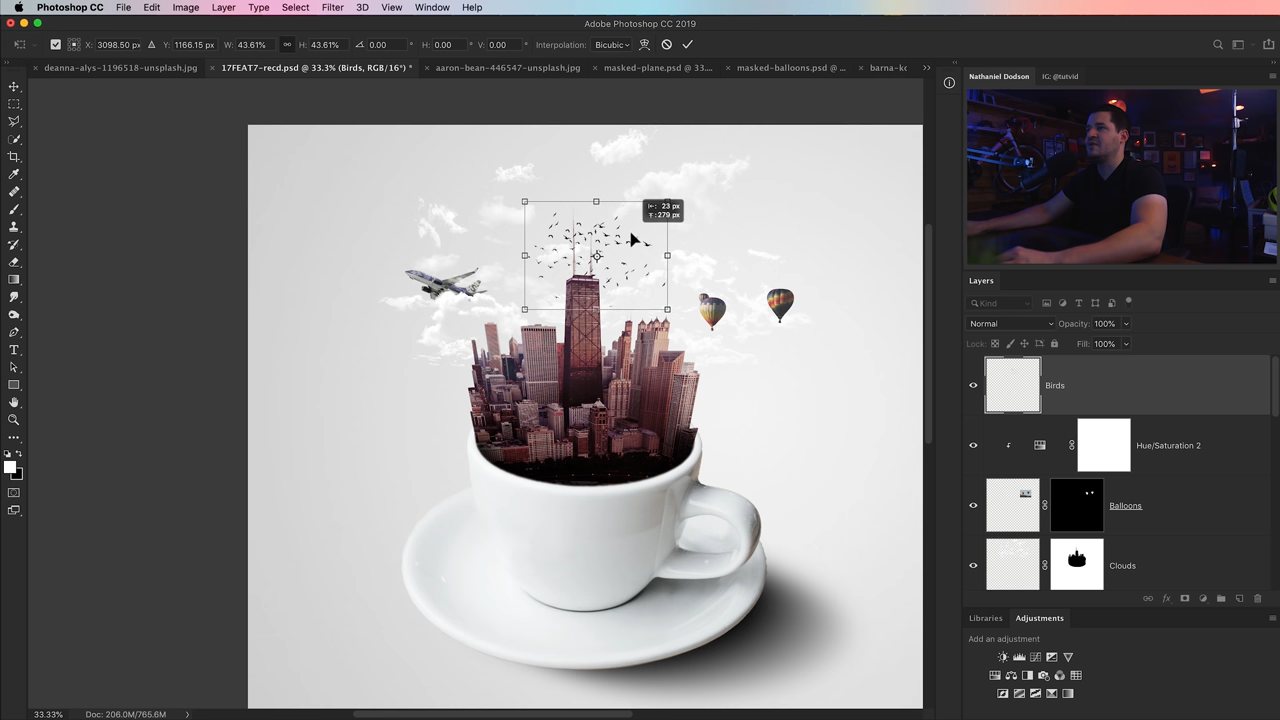 Photoshop CC File Edit Image Layer Type Select Filter 3D View Window Help
Adobe Photoshop CC 2019
X: 3098.50 px Y: 1166.15 px W: 43.61% H: 43.61% 0.00 ° H: 0.00 ° V: 0.00 ° Interpolation: Bicubic
× deanna-alys-1196518-unsplash.jpg × 17FEAT7-recd.psd @ 33.3% (Birds, RGB/16*) * × aaron-bean-446547-unsplash.jpg × masked-plane.psd @ 33.... × masked-balloons.psd @ ... × barna-ko
Nathaniel Dodson IG: @tutvid
23 px
279 px
Layers
Kind
Normal Opacity: 100%
Lock: Fill: 100%
Birds
Hue/Saturation 2
Balloons
Clouds
Libraries Adjustments
Add an adjustment
33.33% Doc: 206.0M/765.6M